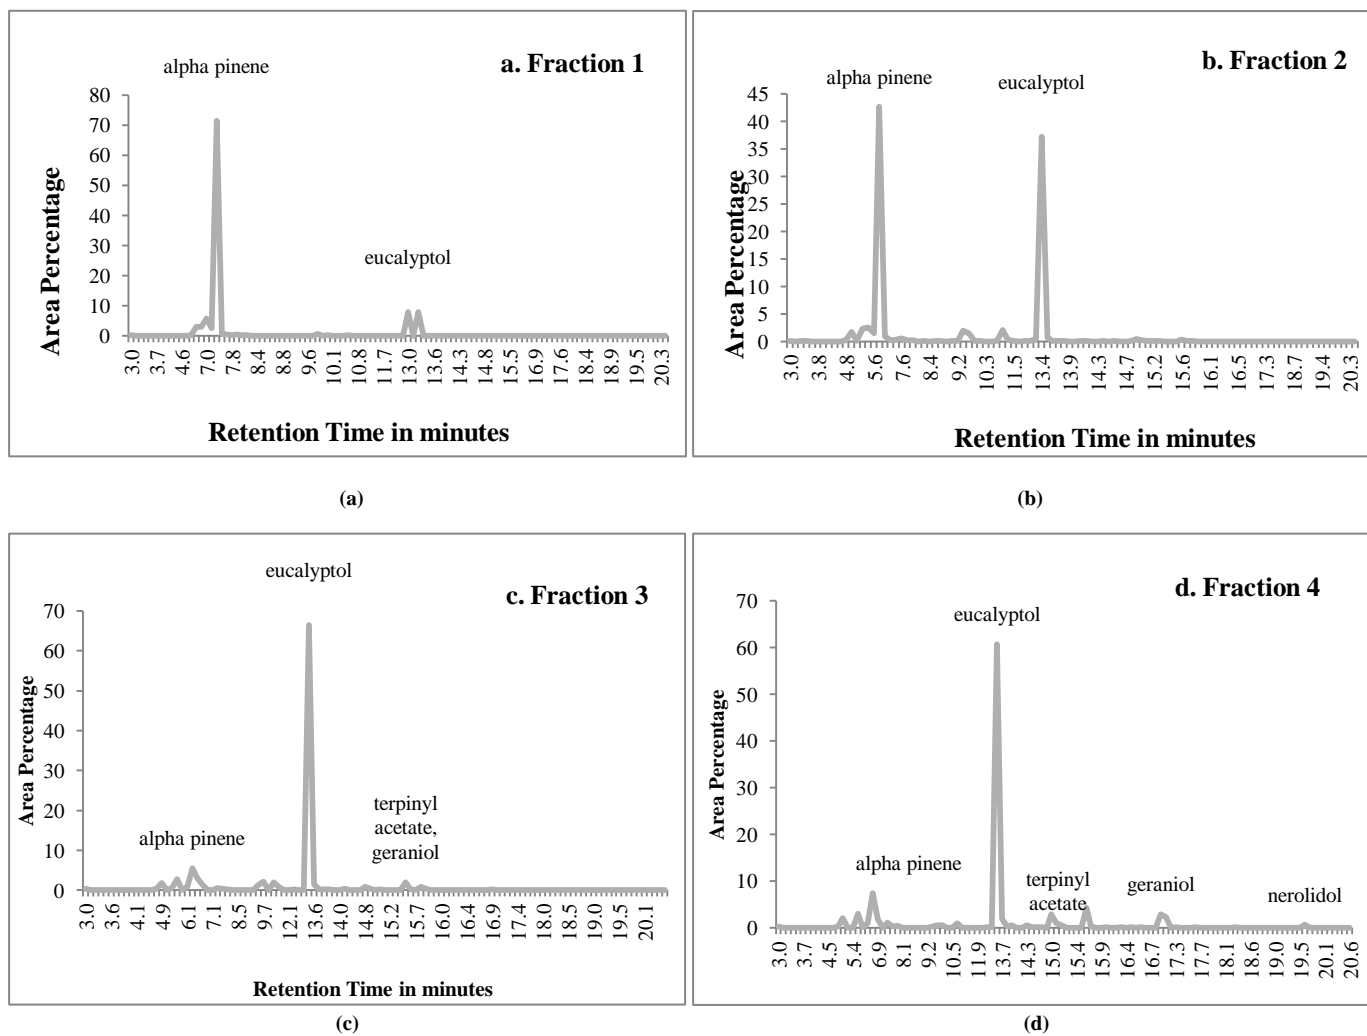 a. Fraction 1
alpha pinene
eucalyptol
Area Percentage
80
70
60
50
40
30
20
10
0
3.0 3.7 4.6 7.0 7.8 8.4 8.8 9.6 10.1 10.8 11.7 13.0 13.6 14.3 14.8 15.5 16.9 17.6 18.4 18.9 19.5 20.3
Retention Time in minutes
(a)
b. Fraction 2
alpha pinene
eucalyptol
Area Percentage
45
40
35
30
25
20
15
10
5
0
3.0 3.8 4.8 5.6 7.6 8.4 9.2 10.3 11.5 13.4 13.9 14.3 14.7 15.2 15.6 16.1 16.5 17.3 18.7 19.4 20.3
Retention Time in minutes
(b)
c. Fraction 3
eucalyptol
alpha pinene
terpinyl
acetate,
geraniol
Area Percentage
70
60
50
40
30
20
10
0
3.0 3.6 4.1 4.9 6.1 7.1 8.5 9.7 12.1 13.6 14.0 14.8 15.2 15.7 16.0 16.4 16.9 17.4 18.0 18.5 19.5 20.1
Retention Time in minutes
(c)
d. Fraction 4
eucalyptol
alpha pinene
terpinyl
acetate
geraniol
nerolidol
Area Percentage
70
60
50
40
30
20
10
0
3.0 3.7 4.5 5.4 6.9 8.1 9.2 10.5 11.9 13.7 14.3 15.0 15.4 15.9 16.4 16.7 17.3 17.7 18.1 18.6 19.0 19.5 20.1 20.6
(d)